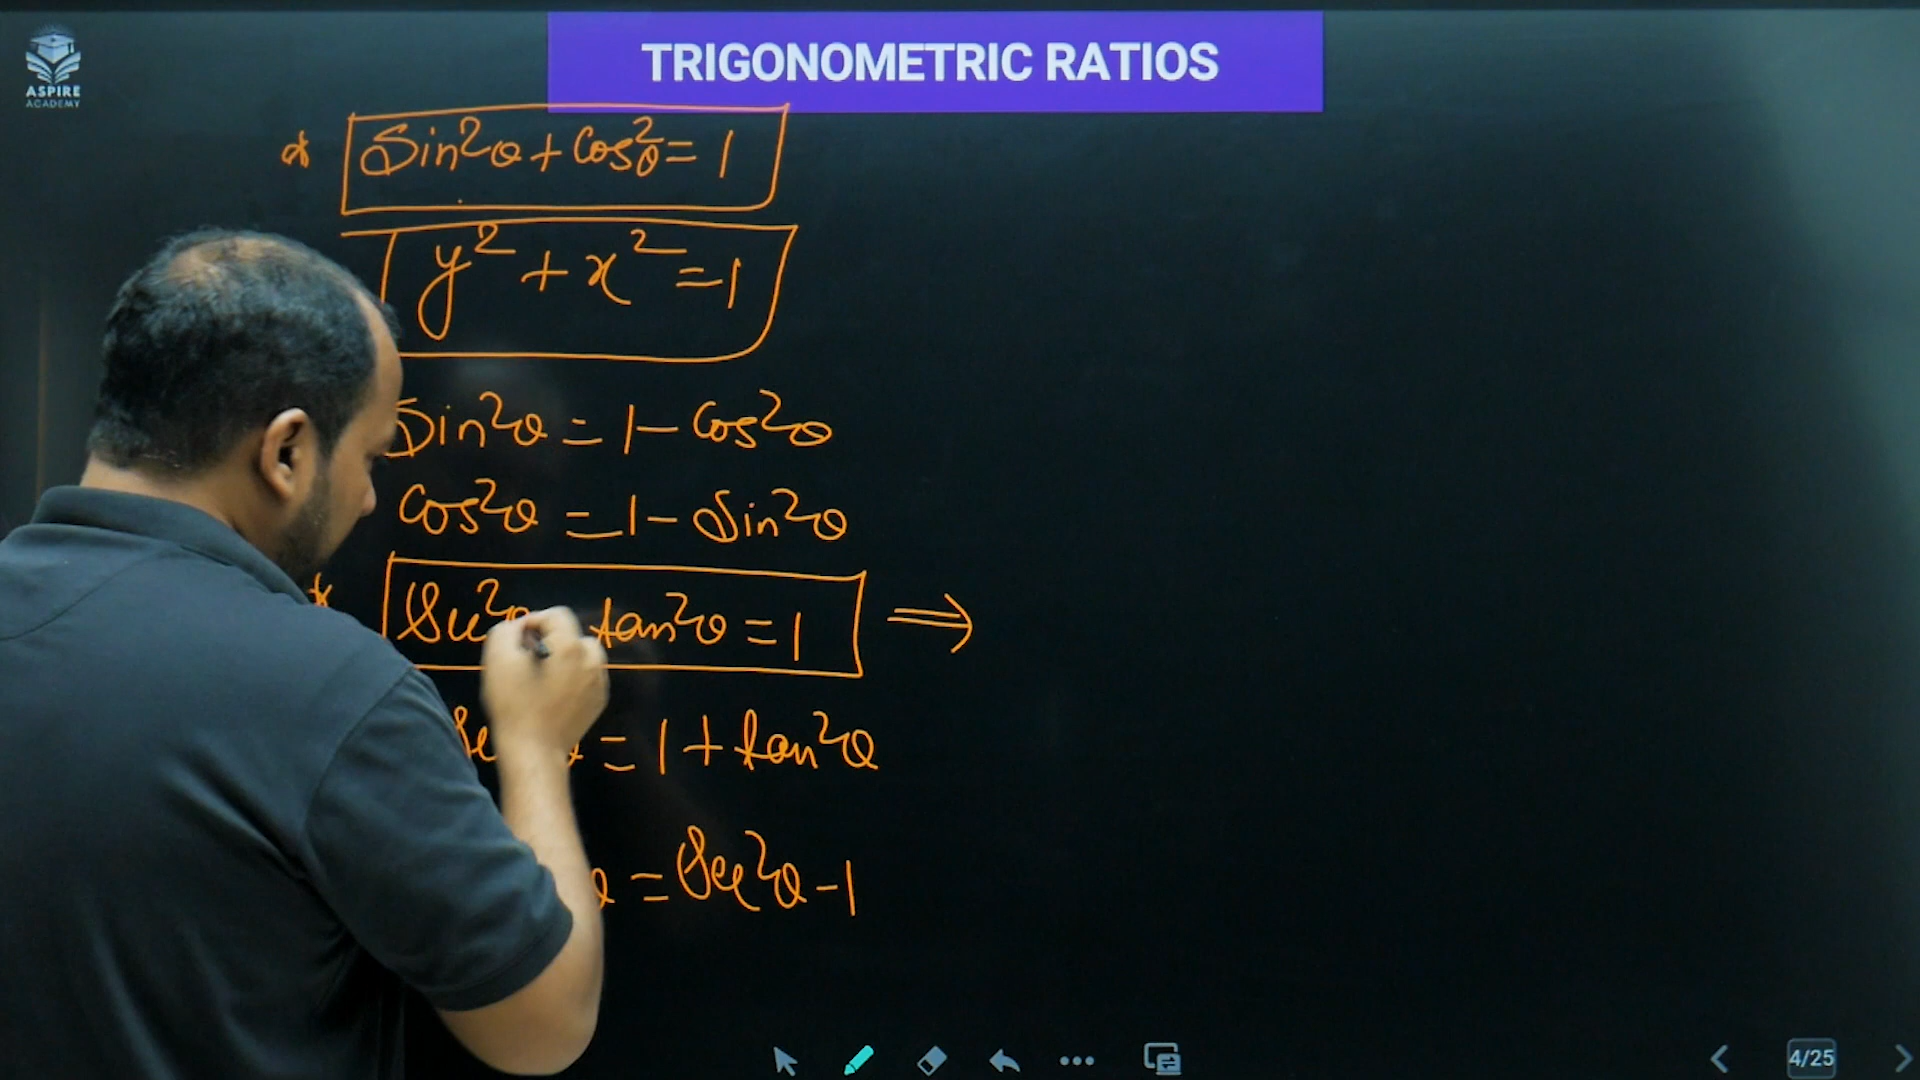 ASPIRE
ACADEMY
TRIGONOMETRIC RATIOS
* Sin²θ + Cos²θ = 1
y² + x² = 1
Sin²θ = 1 - Cos²θ
Cos²θ = 1 - Sin²θ
* Sec²θ tan²θ = 1 ⇒
θ = 1 + tan²θ
θ = Sec²θ - 1
4/25